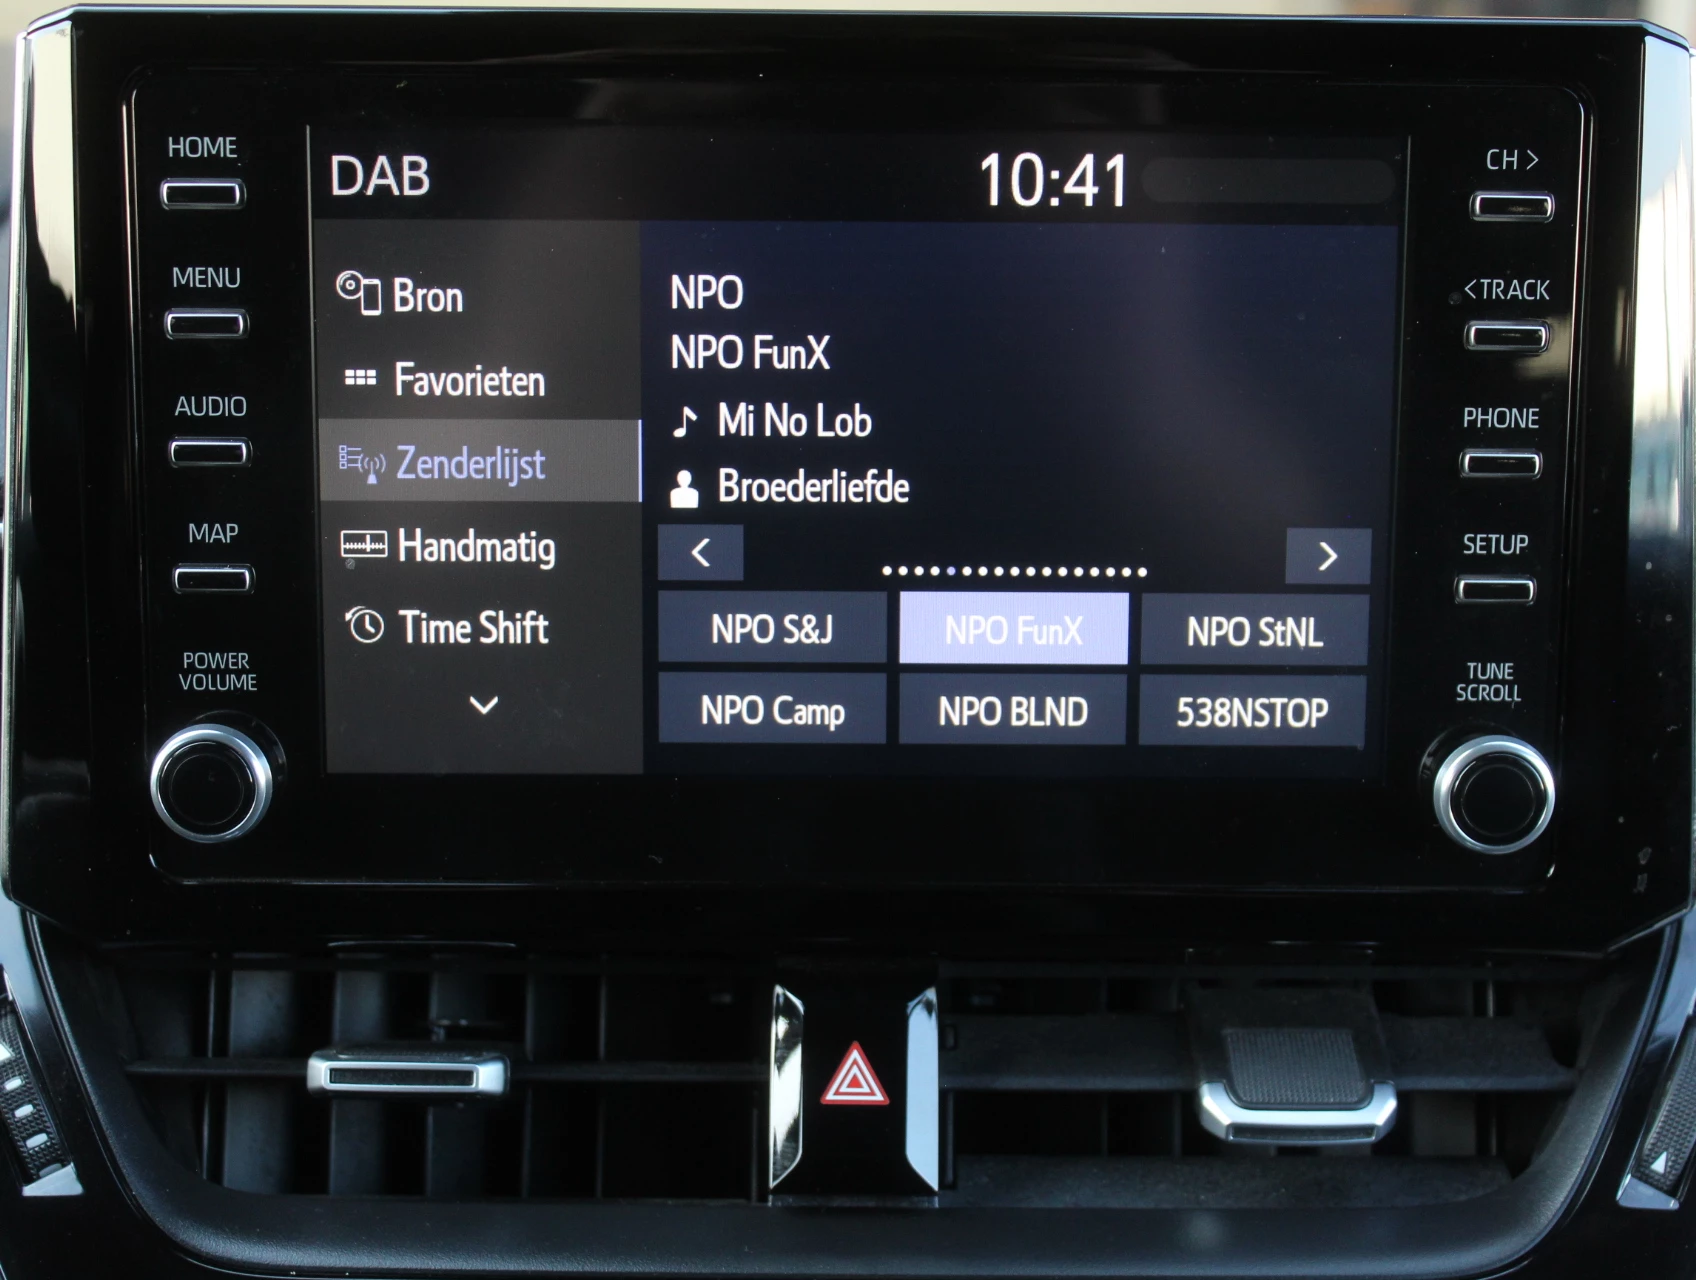 HOME
MENU
AUDIO
MAP
POWER
VOLUME
DAB
10:41
Bron
Favorieten
Zenderlijst
Handmatig
Time Shift
NPO
NPO FunX
Mi No Lob
Broederliefde
<
>
NPO S&J
NPO FunX
NPO StNL
NPO Camp
NPO BLND
538NSTOP
CH >
<TRACK
PHONE
SETUP
TUNE
SCROLL